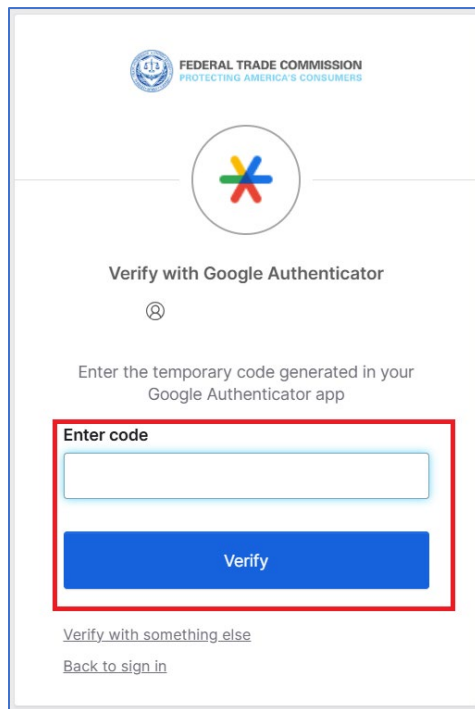 FEDERAL TRADE COMMISSION
PROTECTING AMERICA'S CONSUMERS
Verify with Google Authenticator
Enter the temporary code generated in your
Google Authenticator app
Enter code
Verify
Verify with something else
Back to sign in